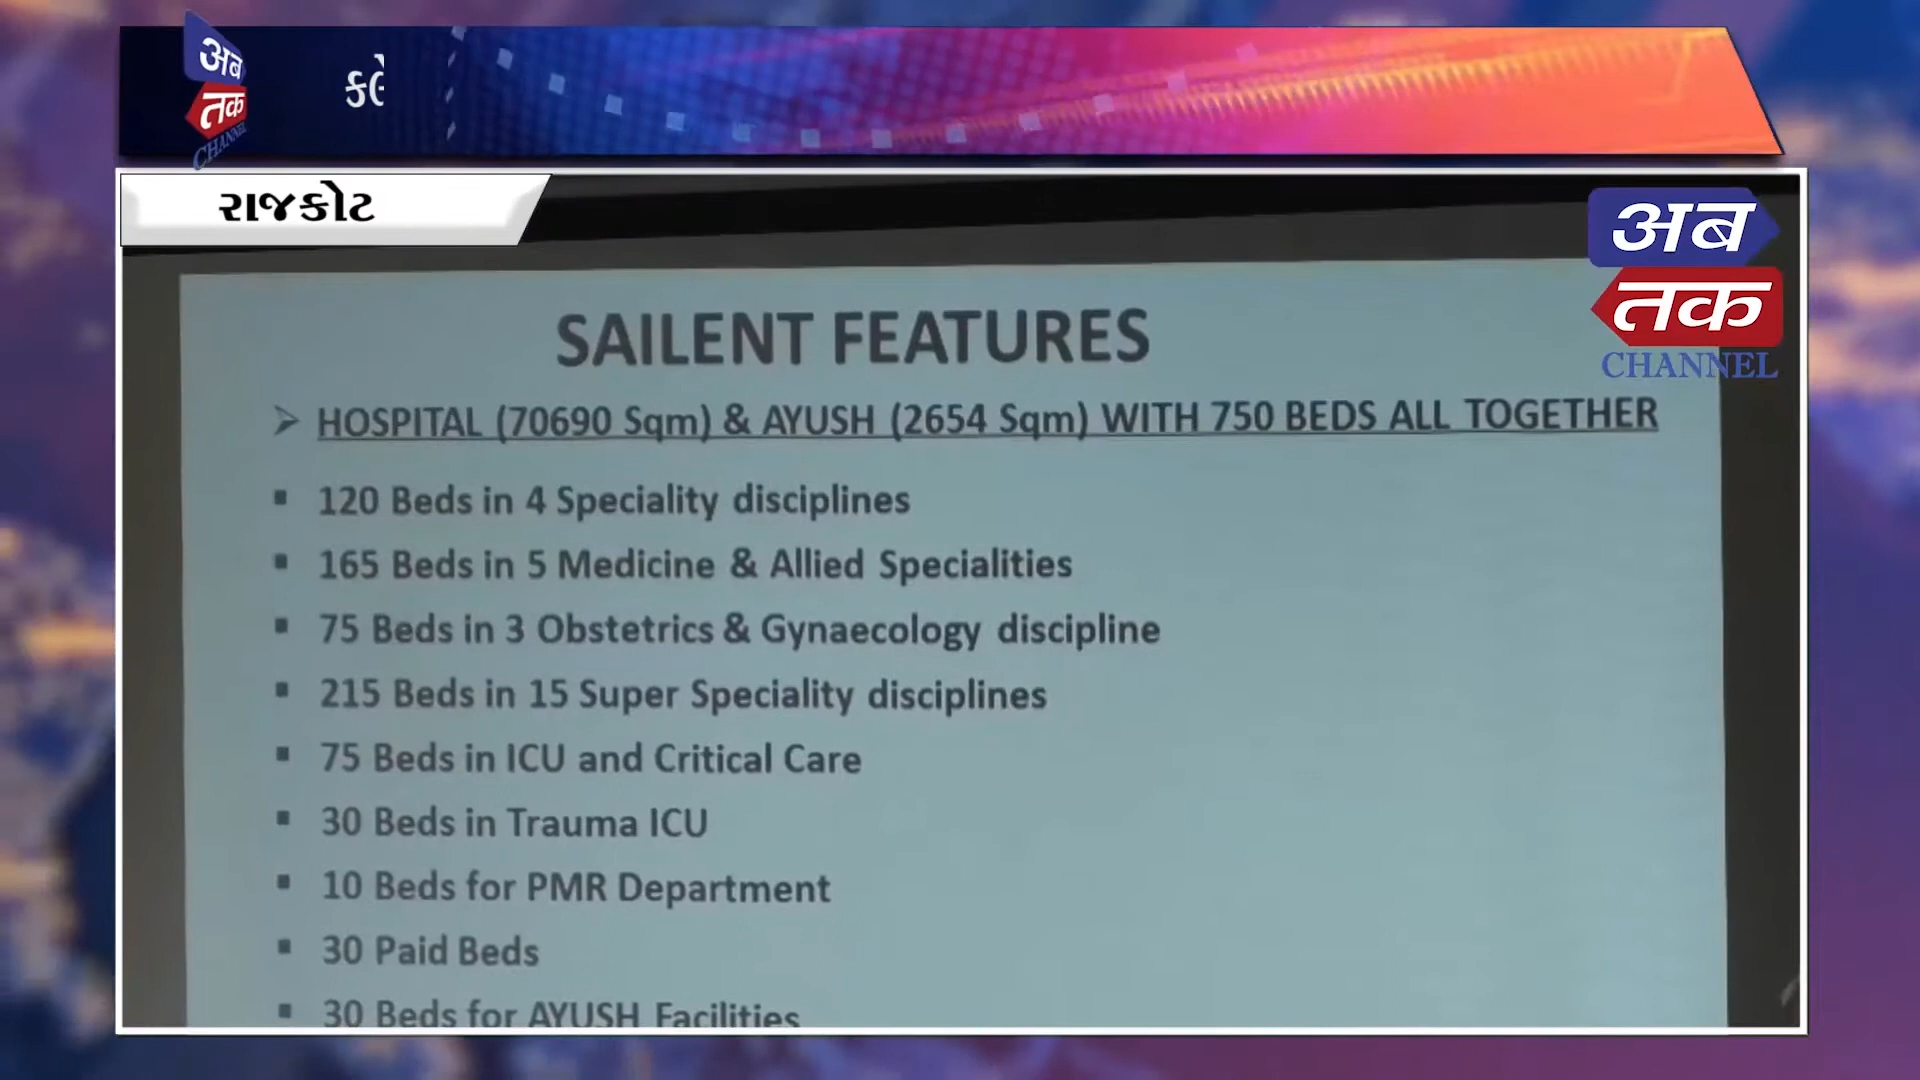 अब
तक
CHANNEL
રાજકોટ
अब
तक
CHANNEL
SAILENT FEATURES
➢ HOSPITAL (70690 Sqm) & AYUSH (2654 Sqm) WITH 750 BEDS ALL TOGETHER
▪ 120 Beds in 4 Speciality disciplines
▪ 165 Beds in 5 Medicine & Allied Specialities
▪ 75 Beds in 3 Obstetrics & Gynaecology discipline
▪ 215 Beds in 15 Super Speciality disciplines
▪ 75 Beds in ICU and Critical Care
▪ 30 Beds in Trauma ICU
▪ 10 Beds for PMR Department
▪ 30 Paid Beds
▪ 30 Beds for AYUSH Facilities